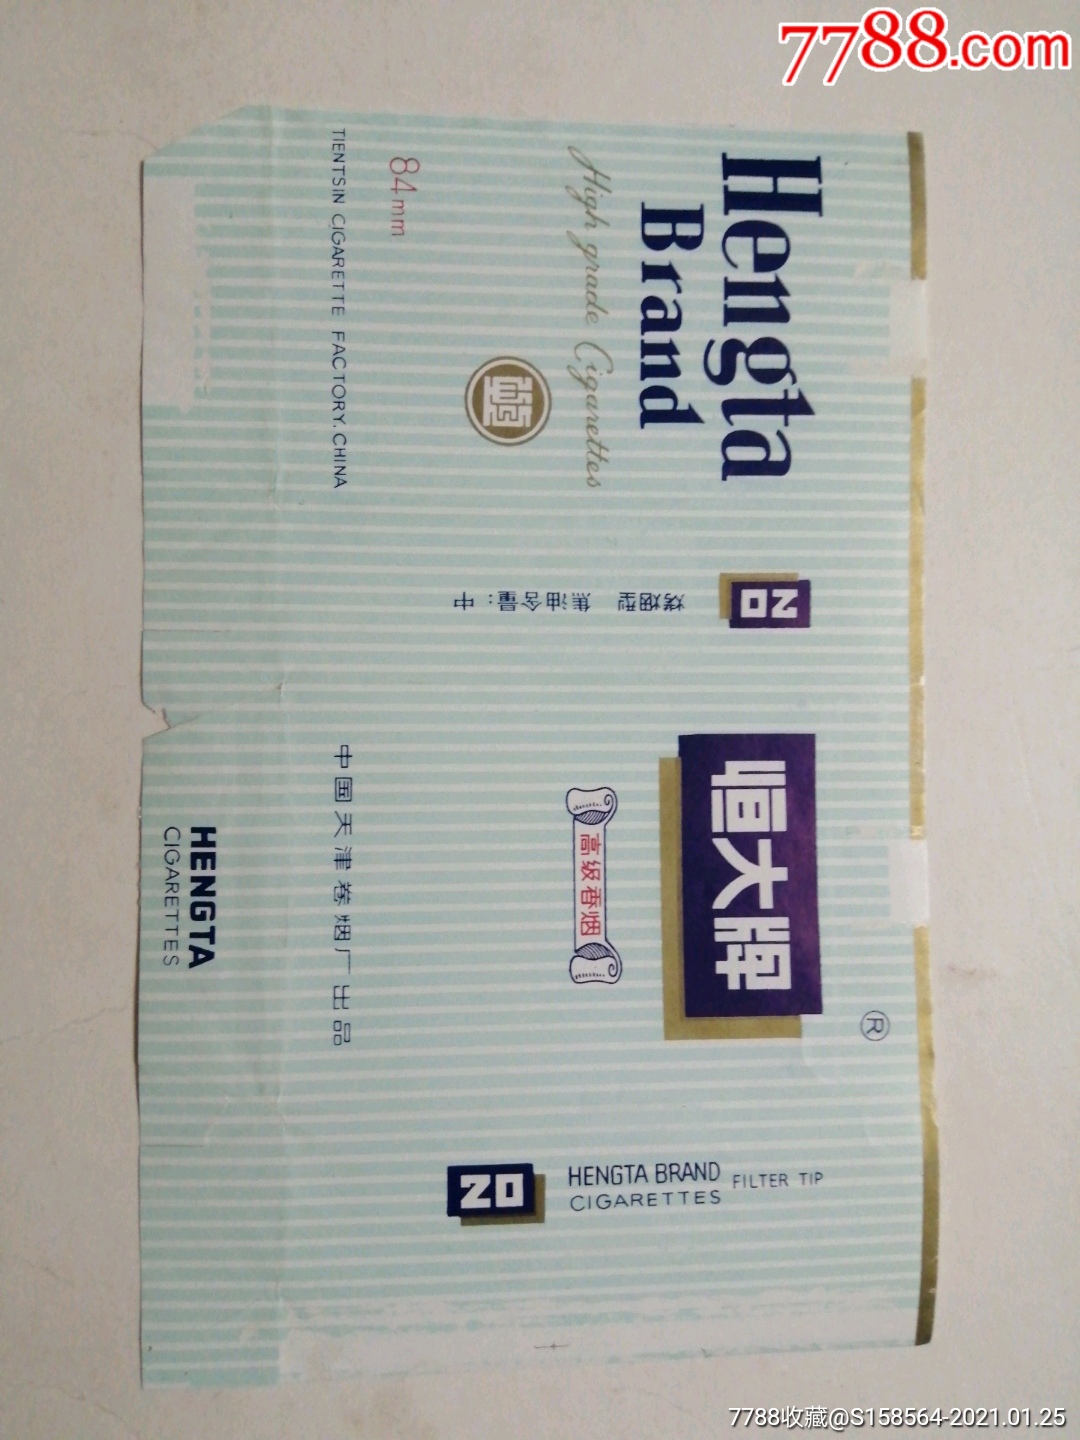 7788.com
Hengta
Brand
High grade Cigarettes
恒大
84mm
TIENTSIN CIGARETTE FACTORY. CHINA
20
烤烟型 焦油含量：中
恒大牌
®
高级香烟
中国天津卷烟厂出品
HENGTA
CIGARETTES
20
HENGTA BRAND
CIGARETTES
FILTER TIP
7788收藏@S158564-2021.01.25